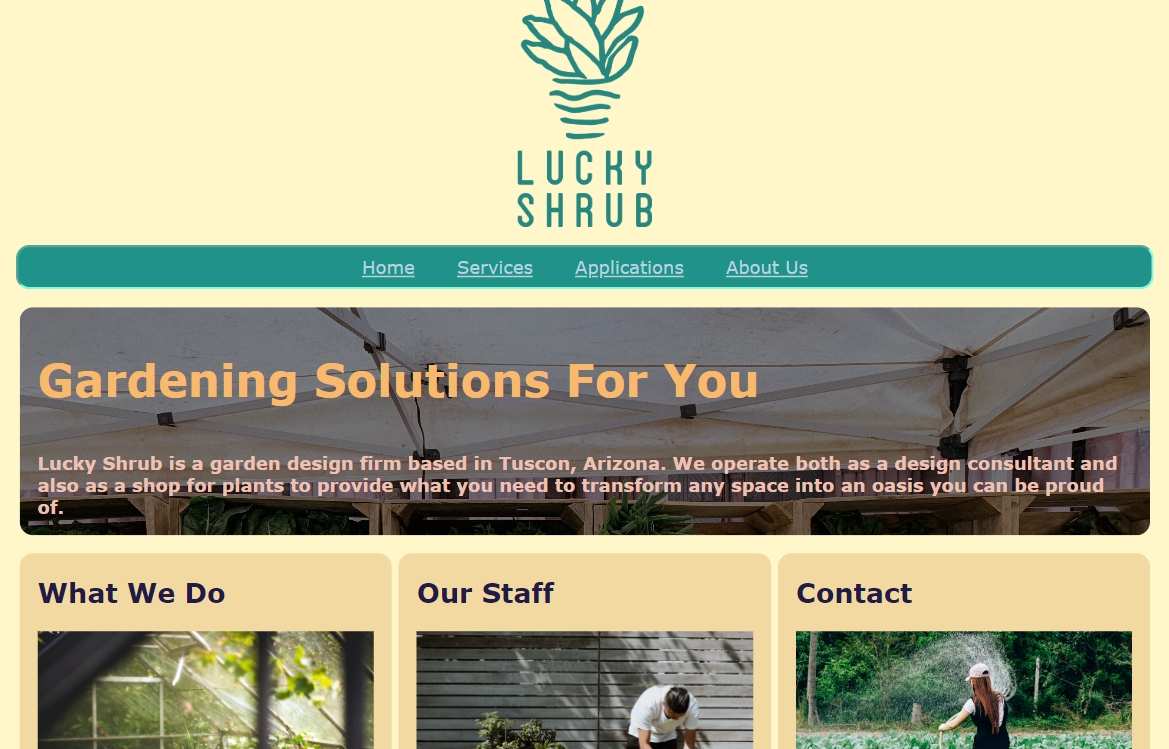 LUCKY
SHRUB
Home Services Applications About Us
Gardening Solutions For You
Lucky Shrub is a garden design firm based in Tuscon, Arizona. We operate both as a design consultant and
also as a shop for plants to provide what you need to transform any space into an oasis you can be proud
of.
What We Do
Our Staff
Contact